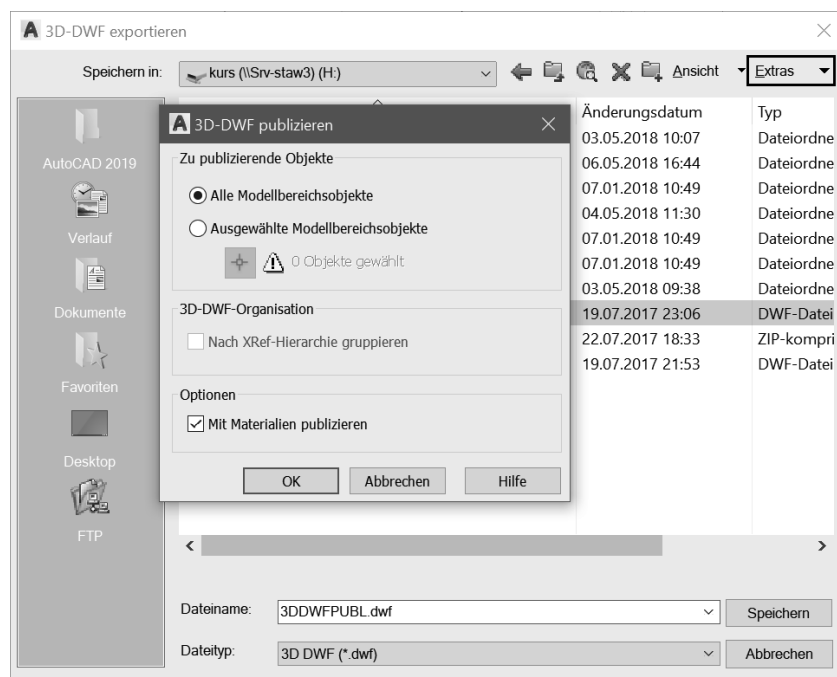 3D-DWF exportieren
Speichern in: kurs (\\Srv-staw3) (H:) Ansicht Extras
Änderungsdatum Typ
03.05.2018 10:07 Dateiordne
06.05.2018 16:44 Dateiordne
07.01.2018 10:49 Dateiordne
04.05.2018 11:30 Dateiordne
07.01.2018 10:49 Dateiordne
07.01.2018 10:49 Dateiordne
03.05.2018 09:38 Dateiordne
19.07.2017 23:06 DWF-Datei
22.07.2017 18:33 ZIP-kompri
19.07.2017 21:53 DWF-Datei
AutoCAD 2019
Verlauf
Dokumente
Favoriten
Desktop
FTP
3D-DWF publizieren
Zu publizierende Objekte
Alle Modellbereichsobjekte
Ausgewählte Modellbereichsobjekte
0 Objekte gewählt
3D-DWF-Organisation
Nach XRef-Hierarchie gruppieren
Optionen
Mit Materialien publizieren
OK Abbrechen Hilfe
Dateiname: 3DDWFPUBL.dwf Speichern
Dateityp: 3D DWF (*.dwf) Abbrechen